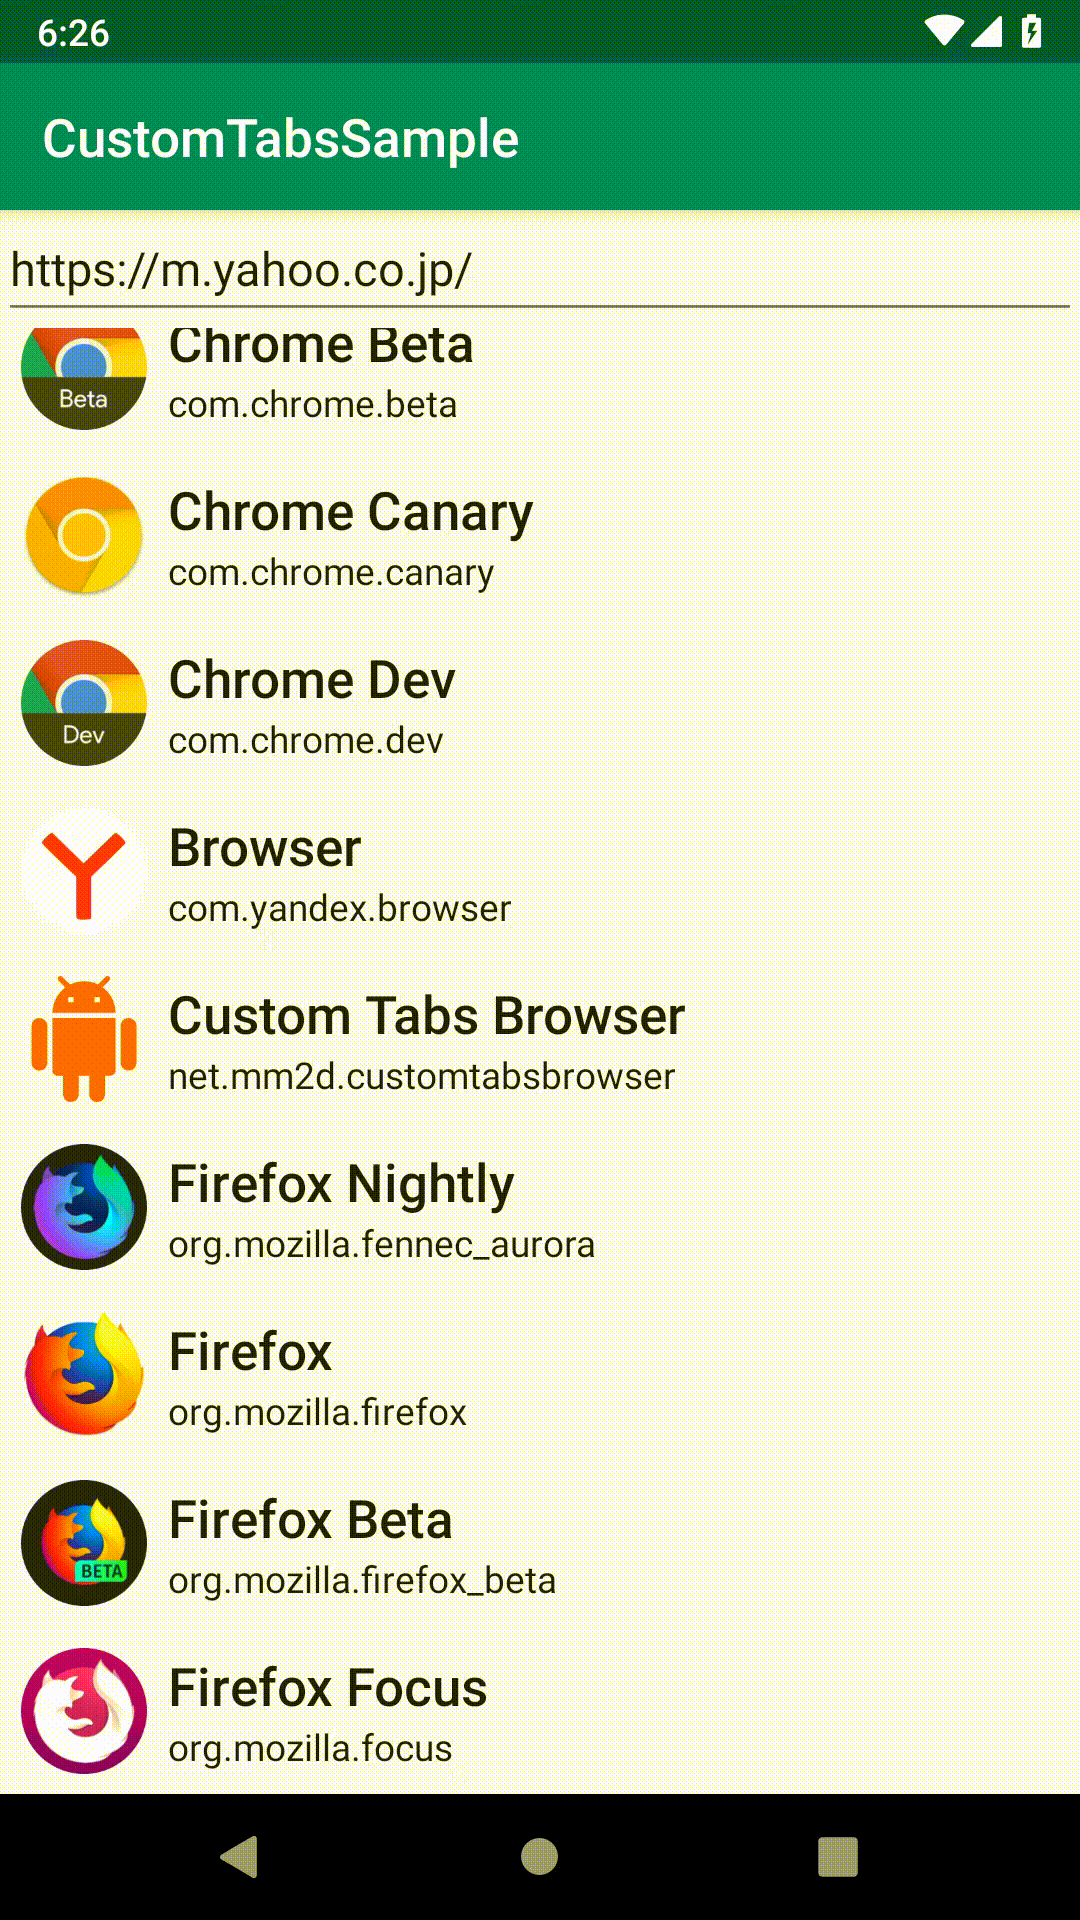 6:26
CustomTabsSample
https://m.yahoo.co.jp/
Chrome Beta
Beta
com.chrome.beta
Chrome Canary
com.chrome.canary
Chrome Dev
Dev
com.chrome.dev
Browser
com.yandex.browser
Custom Tabs Browser
net.mm2d.customtabsbrowser
Firefox Nightly
org.mozilla.fennec_aurora
Firefox
org.mozilla.firefox
Firefox Beta
BETA
org.mozilla.firefox_beta
Firefox Focus
org.mozilla.focus